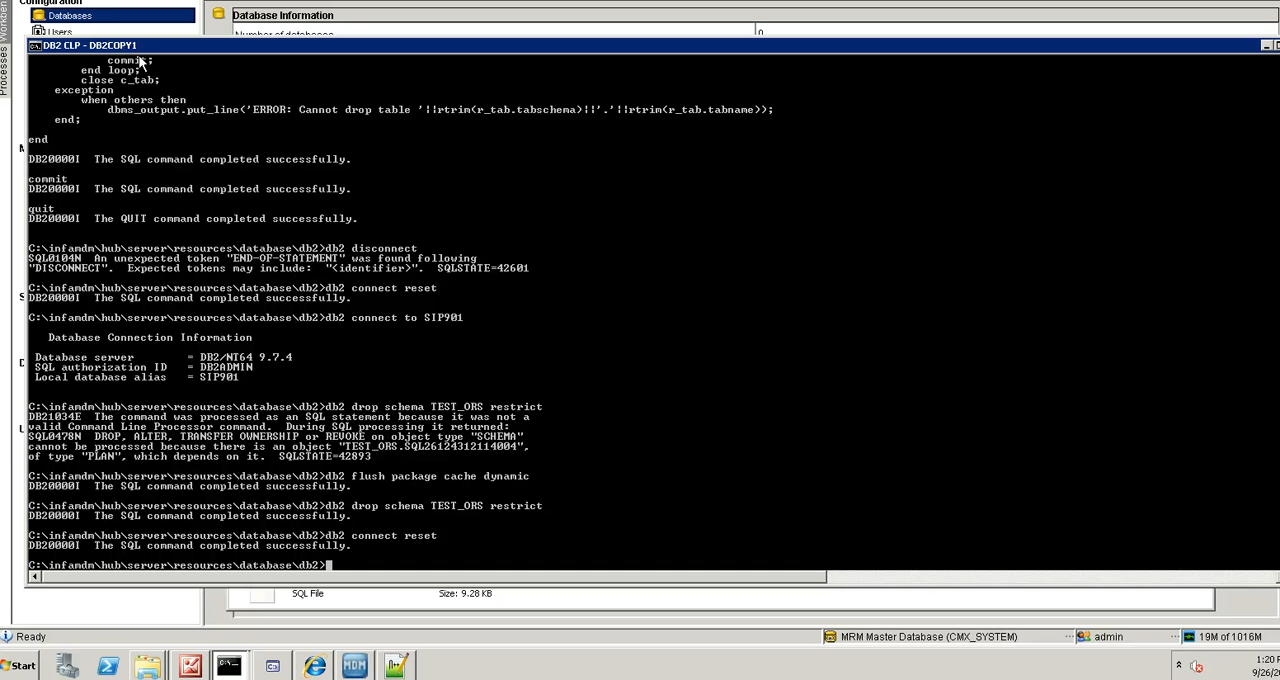 Configuration
Databases
Database Information
Users
Number of databases
0
Processes
Workben
DB2 CLP - DB2COPY1
commit;
end loop;
close c_tab;
exception
when others then
dbms_output.put_line('ERROR: Cannot drop table '||rtrim(r_tab.tabschema)||'.'||rtrim(r_tab.tabname));
end;
end
DB20000I  The SQL command completed successfully.
commit
DB20000I  The SQL command completed successfully.
quit
DB20000I  The QUIT command completed successfully.
C:\infamdm\hub\server\resources\database\db2>db2 disconnect
SQL0104N  An unexpected token "END-OF-STATEMENT" was found following
"DISCONNECT".  Expected tokens may include:  "<identifier>".  SQLSTATE=42601
C:\infamdm\hub\server\resources\database\db2>db2 connect reset
DB20000I  The SQL command completed successfully.
C:\infamdm\hub\server\resources\database\db2>db2 connect to SIP901
Database Connection Information
Database server        = DB2/NT64 9.7.4
SQL authorization ID   = DB2ADMIN
Local database alias   = SIP901
C:\infamdm\hub\server\resources\database\db2>db2 drop schema TEST_ORS restrict
DB21034E  The command was processed as an SQL statement because it was not a
valid Command Line Processor command.  During SQL processing it returned:
SQL0478N  DROP, ALTER, TRANSFER OWNERSHIP or REVOKE on object type "SCHEMA"
cannot be processed because there is an object "TEST_ORS.SQL26124312114004",
of type "PLAN", which depends on it.  SQLSTATE=42893
C:\infamdm\hub\server\resources\database\db2>db2 flush package cache dynamic
DB20000I  The SQL command completed successfully.
C:\infamdm\hub\server\resources\database\db2>db2 drop schema TEST_ORS restrict
DB20000I  The SQL command completed successfully.
C:\infamdm\hub\server\resources\database\db2>db2 connect reset
DB20000I  The SQL command completed successfully.
C:\infamdm\hub\server\resources\database\db2>
SQL File
Size: 9.28 KB
Ready
MRM Master Database (CMX_SYSTEM)
admin
19M of 1016M
Start
MDM
1:20
9/26/2